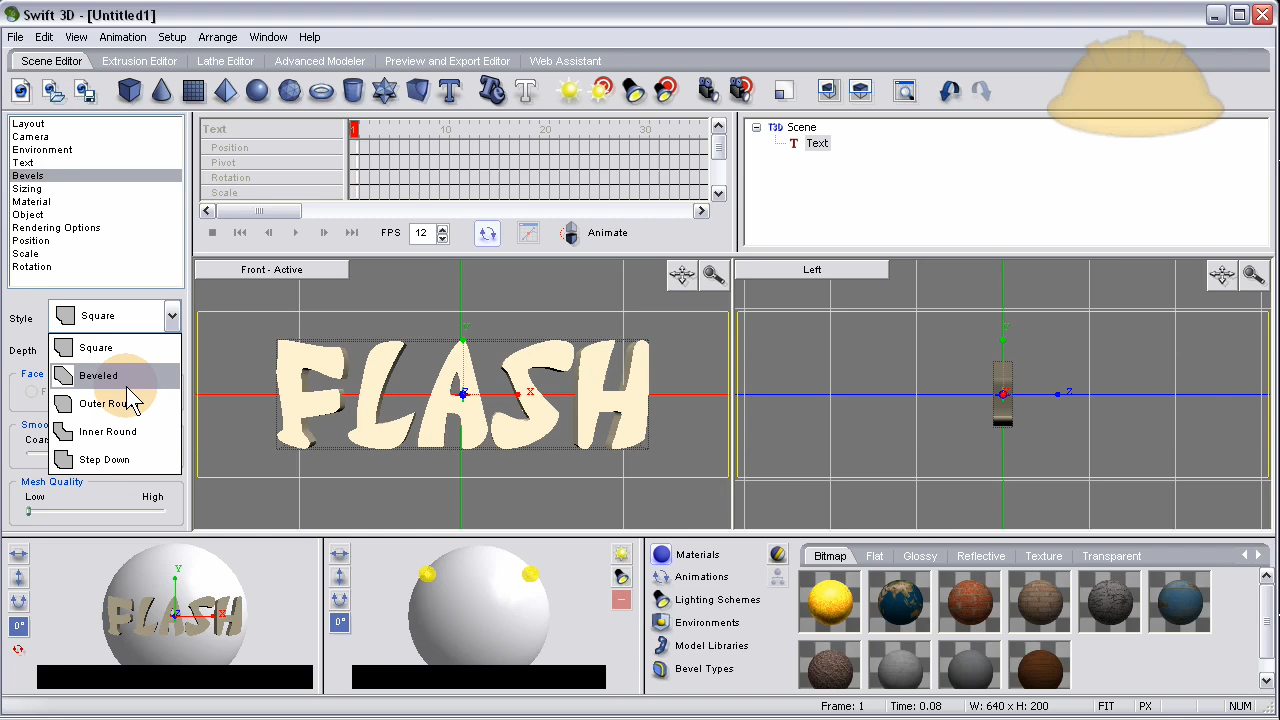 Swift 3D - [Untitled1]
File Edit View Animation Setup Arrange Window Help
Scene Editor Extrusion Editor Lathe Editor Advanced Modeler Preview and Export Editor Web Assistant
Layout
Camera
Environment
Text
Bevels
Sizing
Material
Object
Rendering Options
Position
Scale
Rotation
Text 10 20 30
Position
Pivot
Rotation
Scale
FPS 12 Animate
Scene
Text
Style Square
Square
Beveled
Outer
Inner Round
Step Down
Depth
Face
Mesh Quality
Low High
Front - Active
FLASH
X
Left
Z
Y
FLASH
X
0°
0°
Materials
Animations
Lighting Schemes
Environments
Model Libraries
Bevel Types
Bitmap Flat Glossy Reflective Texture Transparent
Frame: 1 Time: 0.08 W: 640 x H: 200 FIT PX NUM